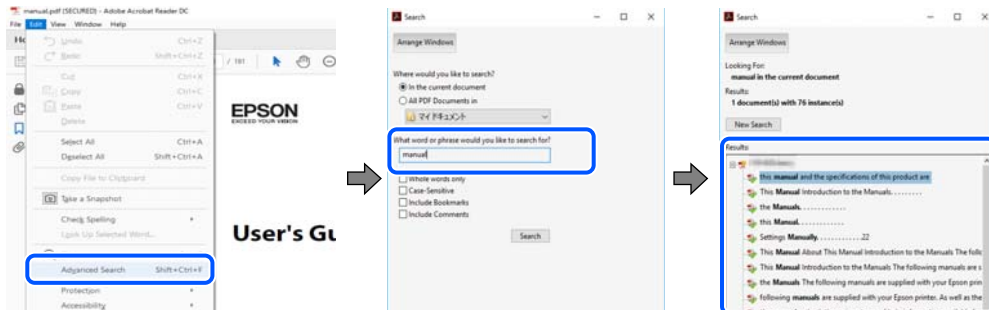 manual.pdf (SECURED) - Adobe Acrobat Reader DC
File Edit View Window Help
Undo Ctrl+Z
Redo Shift+Ctrl+Z
Cut Ctrl+X
Copy Ctrl+C
Paste Ctrl+V
Delete
Select All Ctrl+A
Deselect All Shift+Ctrl+A
Copy File to Clipboard
Take a Snapshot
Check Spelling
Look Up Selected Word...
Advanced Search Shift+Ctrl+F
Protection
Accessibility
/ 181
EPSON
EXCEED YOUR VISION
User's Gu
Search
Arrange Windows
Where would you like to search?
In the current document
All PDF Documents in
マイ ドキュメント
What word or phrase would you like to search for?
manual
Whole words only
Case-Sensitive
Include Bookmarks
Include Comments
Search
Search
Arrange Windows
Looking For:
manual in the current document
Results:
1 document(s) with 76 instance(s)
New Search
Results:
this manual and the specifications of this product are
This Manual Introduction to the Manuals. . . . . . . . .
the Manuals. . . . . . . . . . . . .
this Manual. . . . . . . . . . . . .
Settings Manually. . . . . . . . . . . . .22
This Manual About This Manual Introduction to the Manuals The follo
This Manual Introduction to the Manuals The following manuals are s
the Manuals The following manuals are supplied with your Epson prin
following manuals are supplied with your Epson printer. As well as the